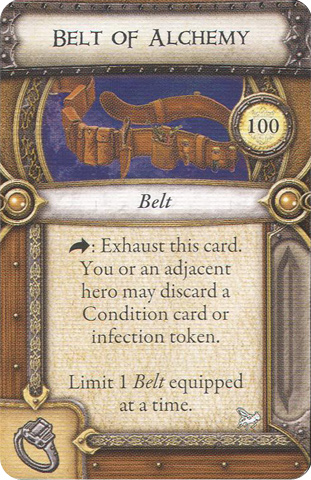 Belt of Alchemy
100
Belt
: Exhaust this card.
You or an adjacent
hero may discard a
Condition card or
infection token.
Limit 1 Belt equipped
at a time.